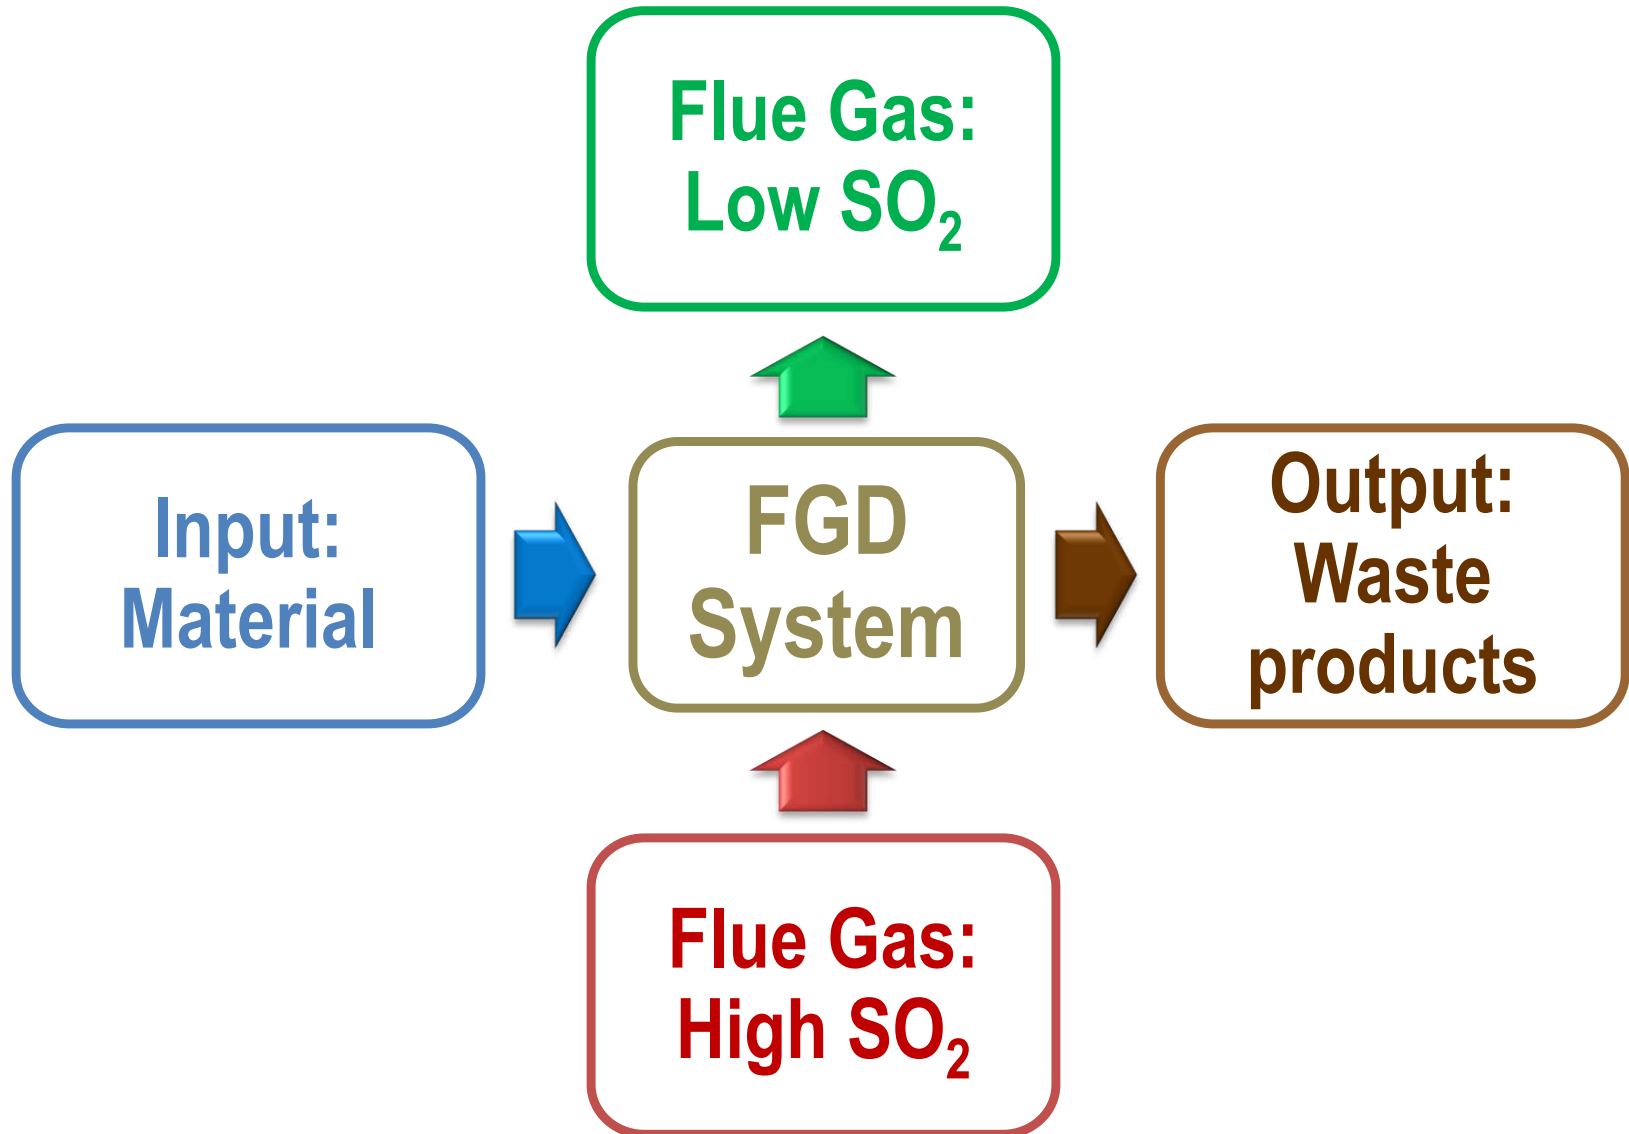 Flue Gas:
Low SO₂
Input:
Material
FGD
System
Output:
Waste
products
Flue Gas:
High SO₂